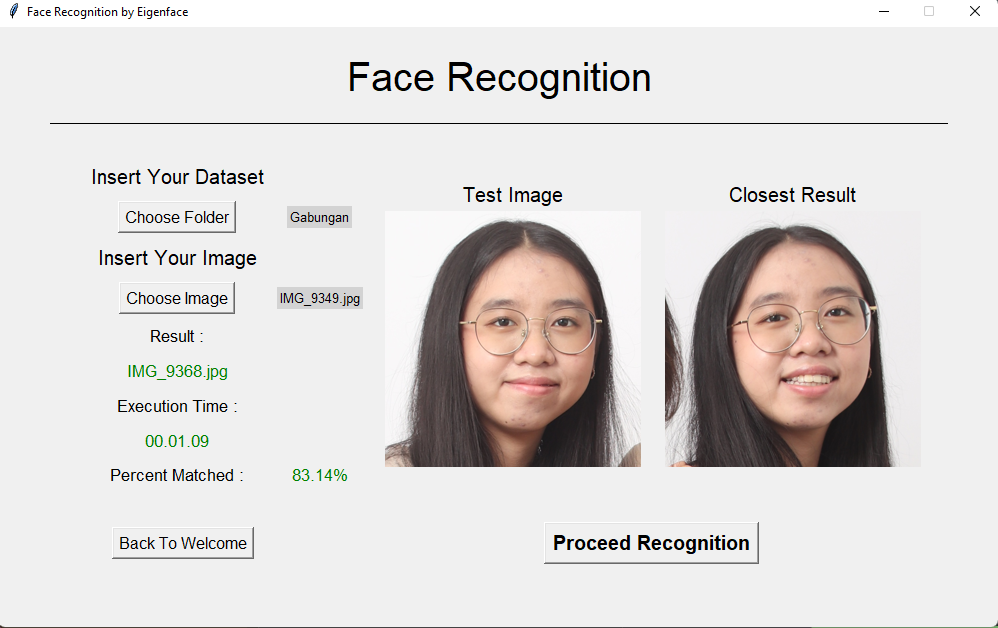 Face Recognition by Eigenface
Face Recognition
Insert Your Dataset
Choose Folder
Gabungan
Insert Your Image
Choose Image
IMG_9349.jpg
Result :
IMG_9368.jpg
Execution Time :
00.01.09
Percent Matched :
83.14%
Back To Welcome
Test Image
Closest Result
Proceed Recognition